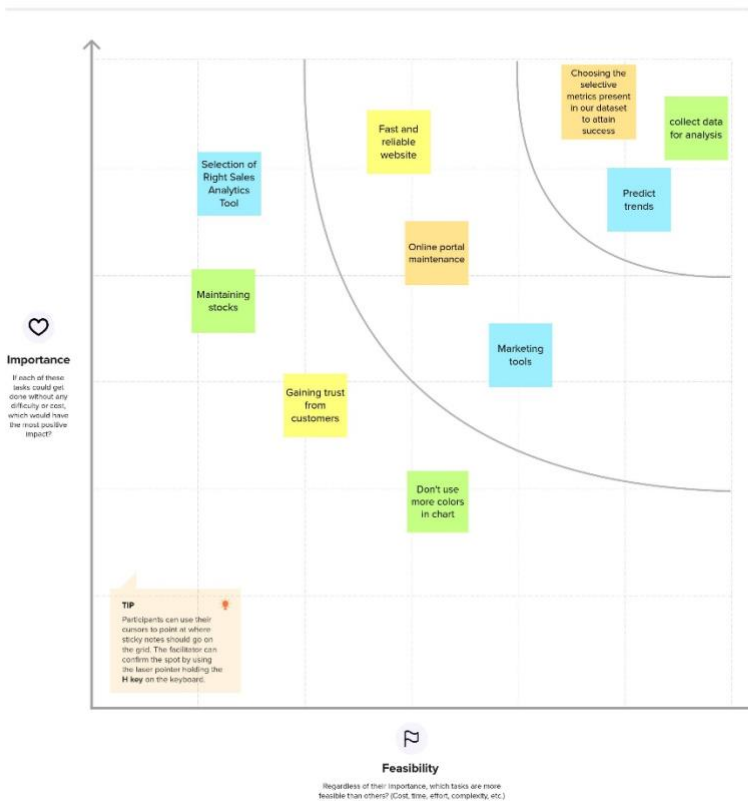 Choosing the
selective
metrics present
in our dataset
to attain
success
collect data
for analysis
Fast and
reliable
website
Selection of
Right Sales
Analytics
Tool
Predict
trends
Online portal
maintenance
Maintaining
stocks
Marketing
tools
Importance
If each of these
tasks could get
done without any
difficulty or cost,
which would have
the most positive
impact?
Gaining trust
from
customers
Don't use
more colors
in chart
TIP
Participants can use their
cursors to point at where
sticky notes should go on
the grid. The facilitator can
confirm the spot by using
the laser pointer holding the
H key on the keyboard.
Feasibility
Regardless of their importance, which tasks are more
feasible than others? (Cost, time, effort, complexity, etc.)